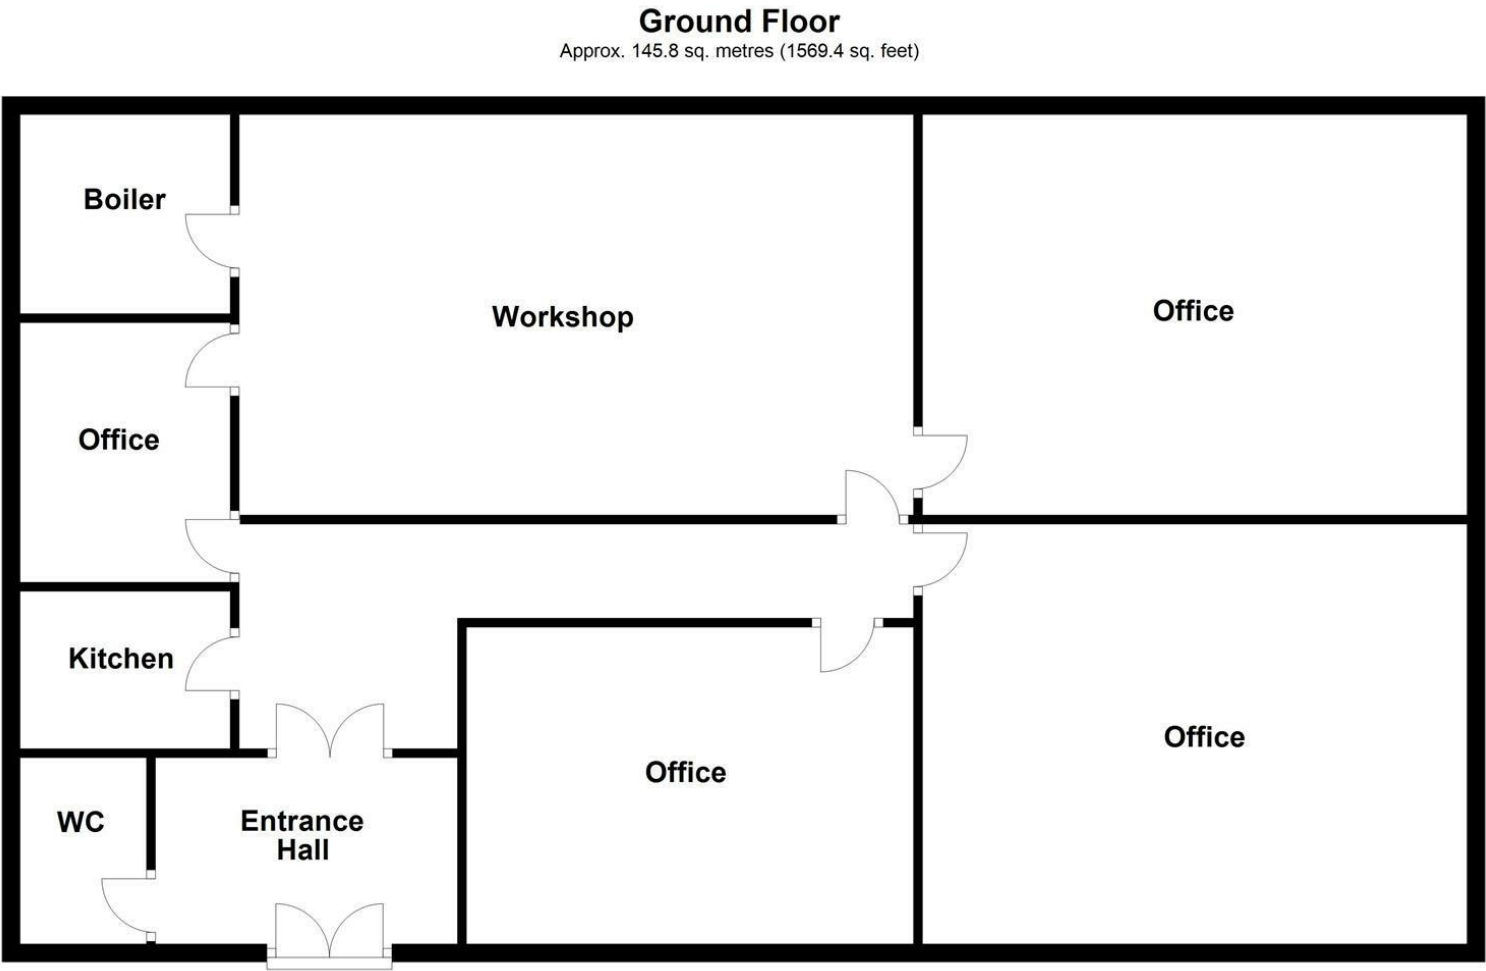 Ground Floor
Approx. 145.8 sq. metres (1569.4 sq. feet)
Boiler
Workshop
Office
Office
Kitchen
Office
Office
WC
Entrance
Hall